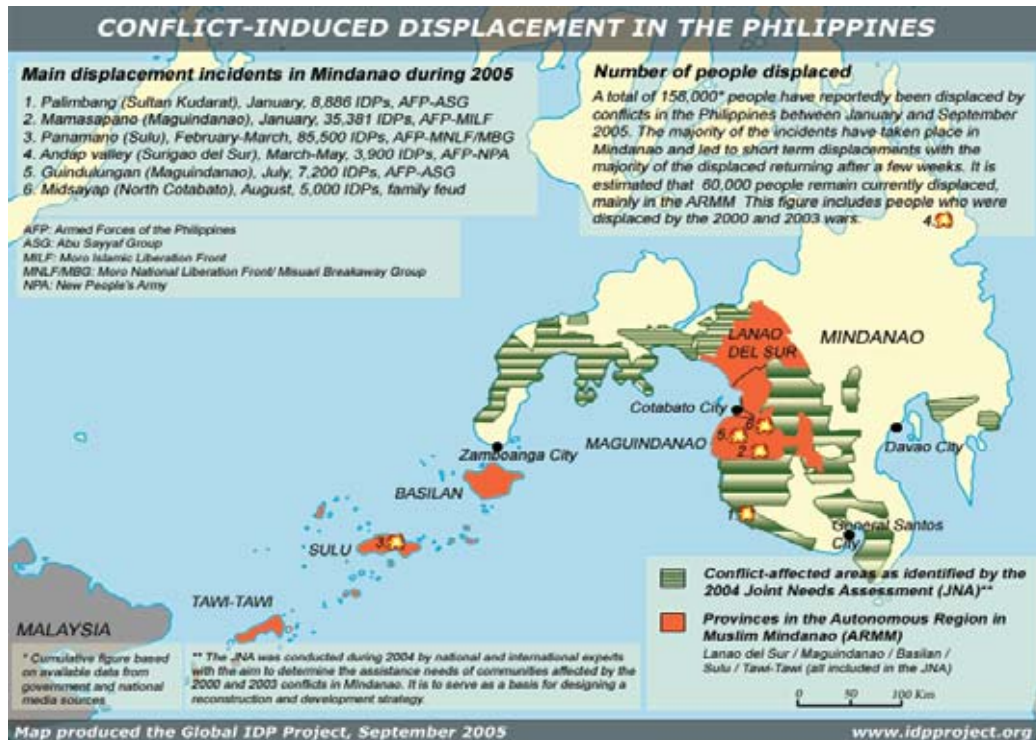 CONFLICT-INDUCED DISPLACEMENT IN THE PHILIPPINES
Main displacement incidents in Mindanao during 2005
1. Palimbang (Sultan Kudarat), January, 8,886 IDPs, AFP-ASG
2. Mamasapano (Maguindanao), January, 35,381 IDPs, AFP-MILF
3. Panamano (Sulu), February-March, 85,500 IDPs, AFP-MNLF/MBG
4. Andap valley (Surigao del Sur), March-May, 3,900 IDPs, AFP-NPA
5. Guindulungan (Maguindanao), July, 7,200 IDPs, AFP-ASG
6. Midsayap (North Cotabato), August, 5,000 IDPs, family feud
AFP: Armed Forces of the Philippines
ASG: Abu Sayyaf Group
MILF: Moro Islamic Liberation Front
MNLF/MBG: Moro National Liberation Front/ Misuari Breakaway Group
NPA: New People's Army
Number of people displaced
A total of 158,000* people have reportedly been displaced by
conflicts in the Philippines between January and September
2005. The majority of the incidents have taken place in
Mindanao and led to short term displacements with the
majority of the displaced returning after a few weeks. It is
estimated that 60,000 people remain currently displaced,
mainly in the ARMM This figure includes people who were
displaced by the 2000 and 2003 wars.
4.
LANAO
DEL SUR
MINDANAO
Cotabato City
6.
5.
2.
MAGUINDANAO
Davao City
Zamboanga City
BASILAN
1.
General Santos
City
3.
SULU
TAWI-TAWI
MALAYSIA
Conflict-affected areas as identified by the
2004 Joint Needs Assessment (JNA)**
Provinces in the Autonomous Region in
Muslim Mindanao (ARMM)
Lanao del Sur / Maguindanao / Basilan /
Sulu / Tawi-Tawi (all included in the JNA)
0 50 100 Km
* Cumulative figure based
on available data from
government and national
media sources
** The JNA was conducted during 2004 by national and international experts
with the aim to determine the assistance needs of communities affected by the
2000 and 2003 conflicts in Mindanao. It is to serve as a basis for designing a
reconstruction and development strategy.
Map produced the Global IDP Project, September 2005
www.idpproject.org